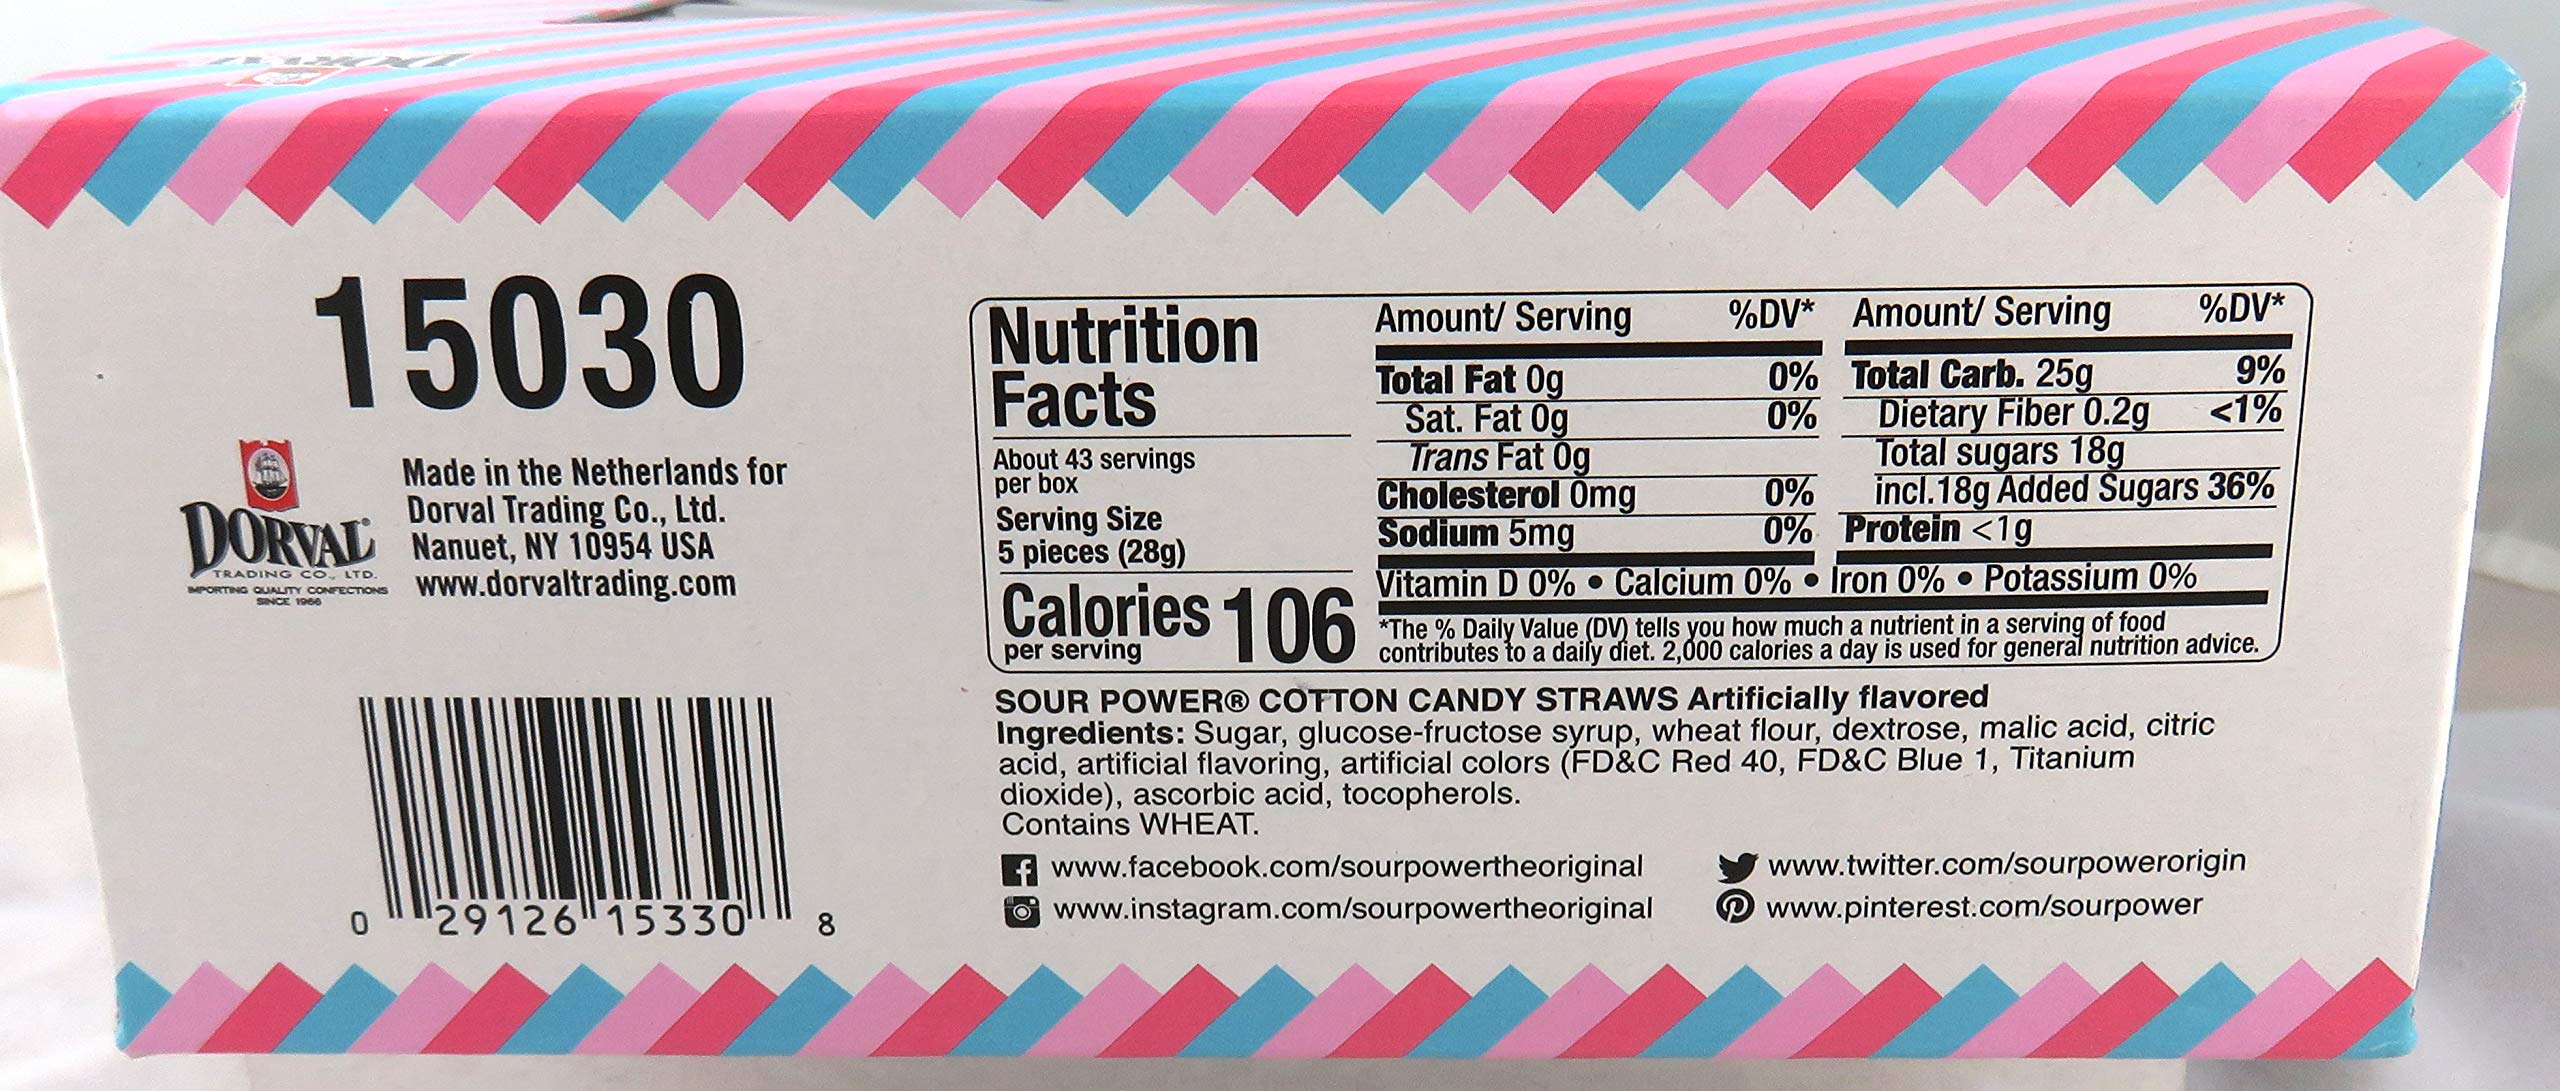 DORVAL
15030
DORVAL®
TRADING CO., LTD.
IMPORTING QUALITY CONFECTIONS
SINCE 1966
Made in the Netherlands for
Dorval Trading Co., Ltd.
Nanuet, NY 10954 USA
www.dorvaltrading.com
0 29126 15330 8
Nutrition
Facts
About 43 servings
per box
Serving Size
5 pieces (28g)
Calories 106
per serving
Amount/ Serving %DV*
Total Fat 0g 0%
Sat. Fat 0g 0%
Trans Fat 0g
Cholesterol 0mg 0%
Sodium 5mg 0%
Amount/ Serving %DV*
Total Carb. 25g 9%
Dietary Fiber 0.2g <1%
Total sugars 18g
incl.18g Added Sugars 36%
Protein <1g
Vitamin D 0% • Calcium 0% • Iron 0% • Potassium 0%
*The % Daily Value (DV) tells you how much a nutrient in a serving of food
contributes to a daily diet. 2,000 calories a day is used for general nutrition advice.
SOUR POWER® COTTON CANDY STRAWS Artificially flavored
Ingredients: Sugar, glucose-fructose syrup, wheat flour, dextrose, malic acid, citric
acid, artificial flavoring, artificial colors (FD&C Red 40, FD&C Blue 1, Titanium
dioxide), ascorbic acid, tocopherols.
Contains WHEAT.
www.facebook.com/sourpowertheoriginal
www.twitter.com/sourpowerorigin
www.instagram.com/sourpowertheoriginal
www.pinterest.com/sourpower